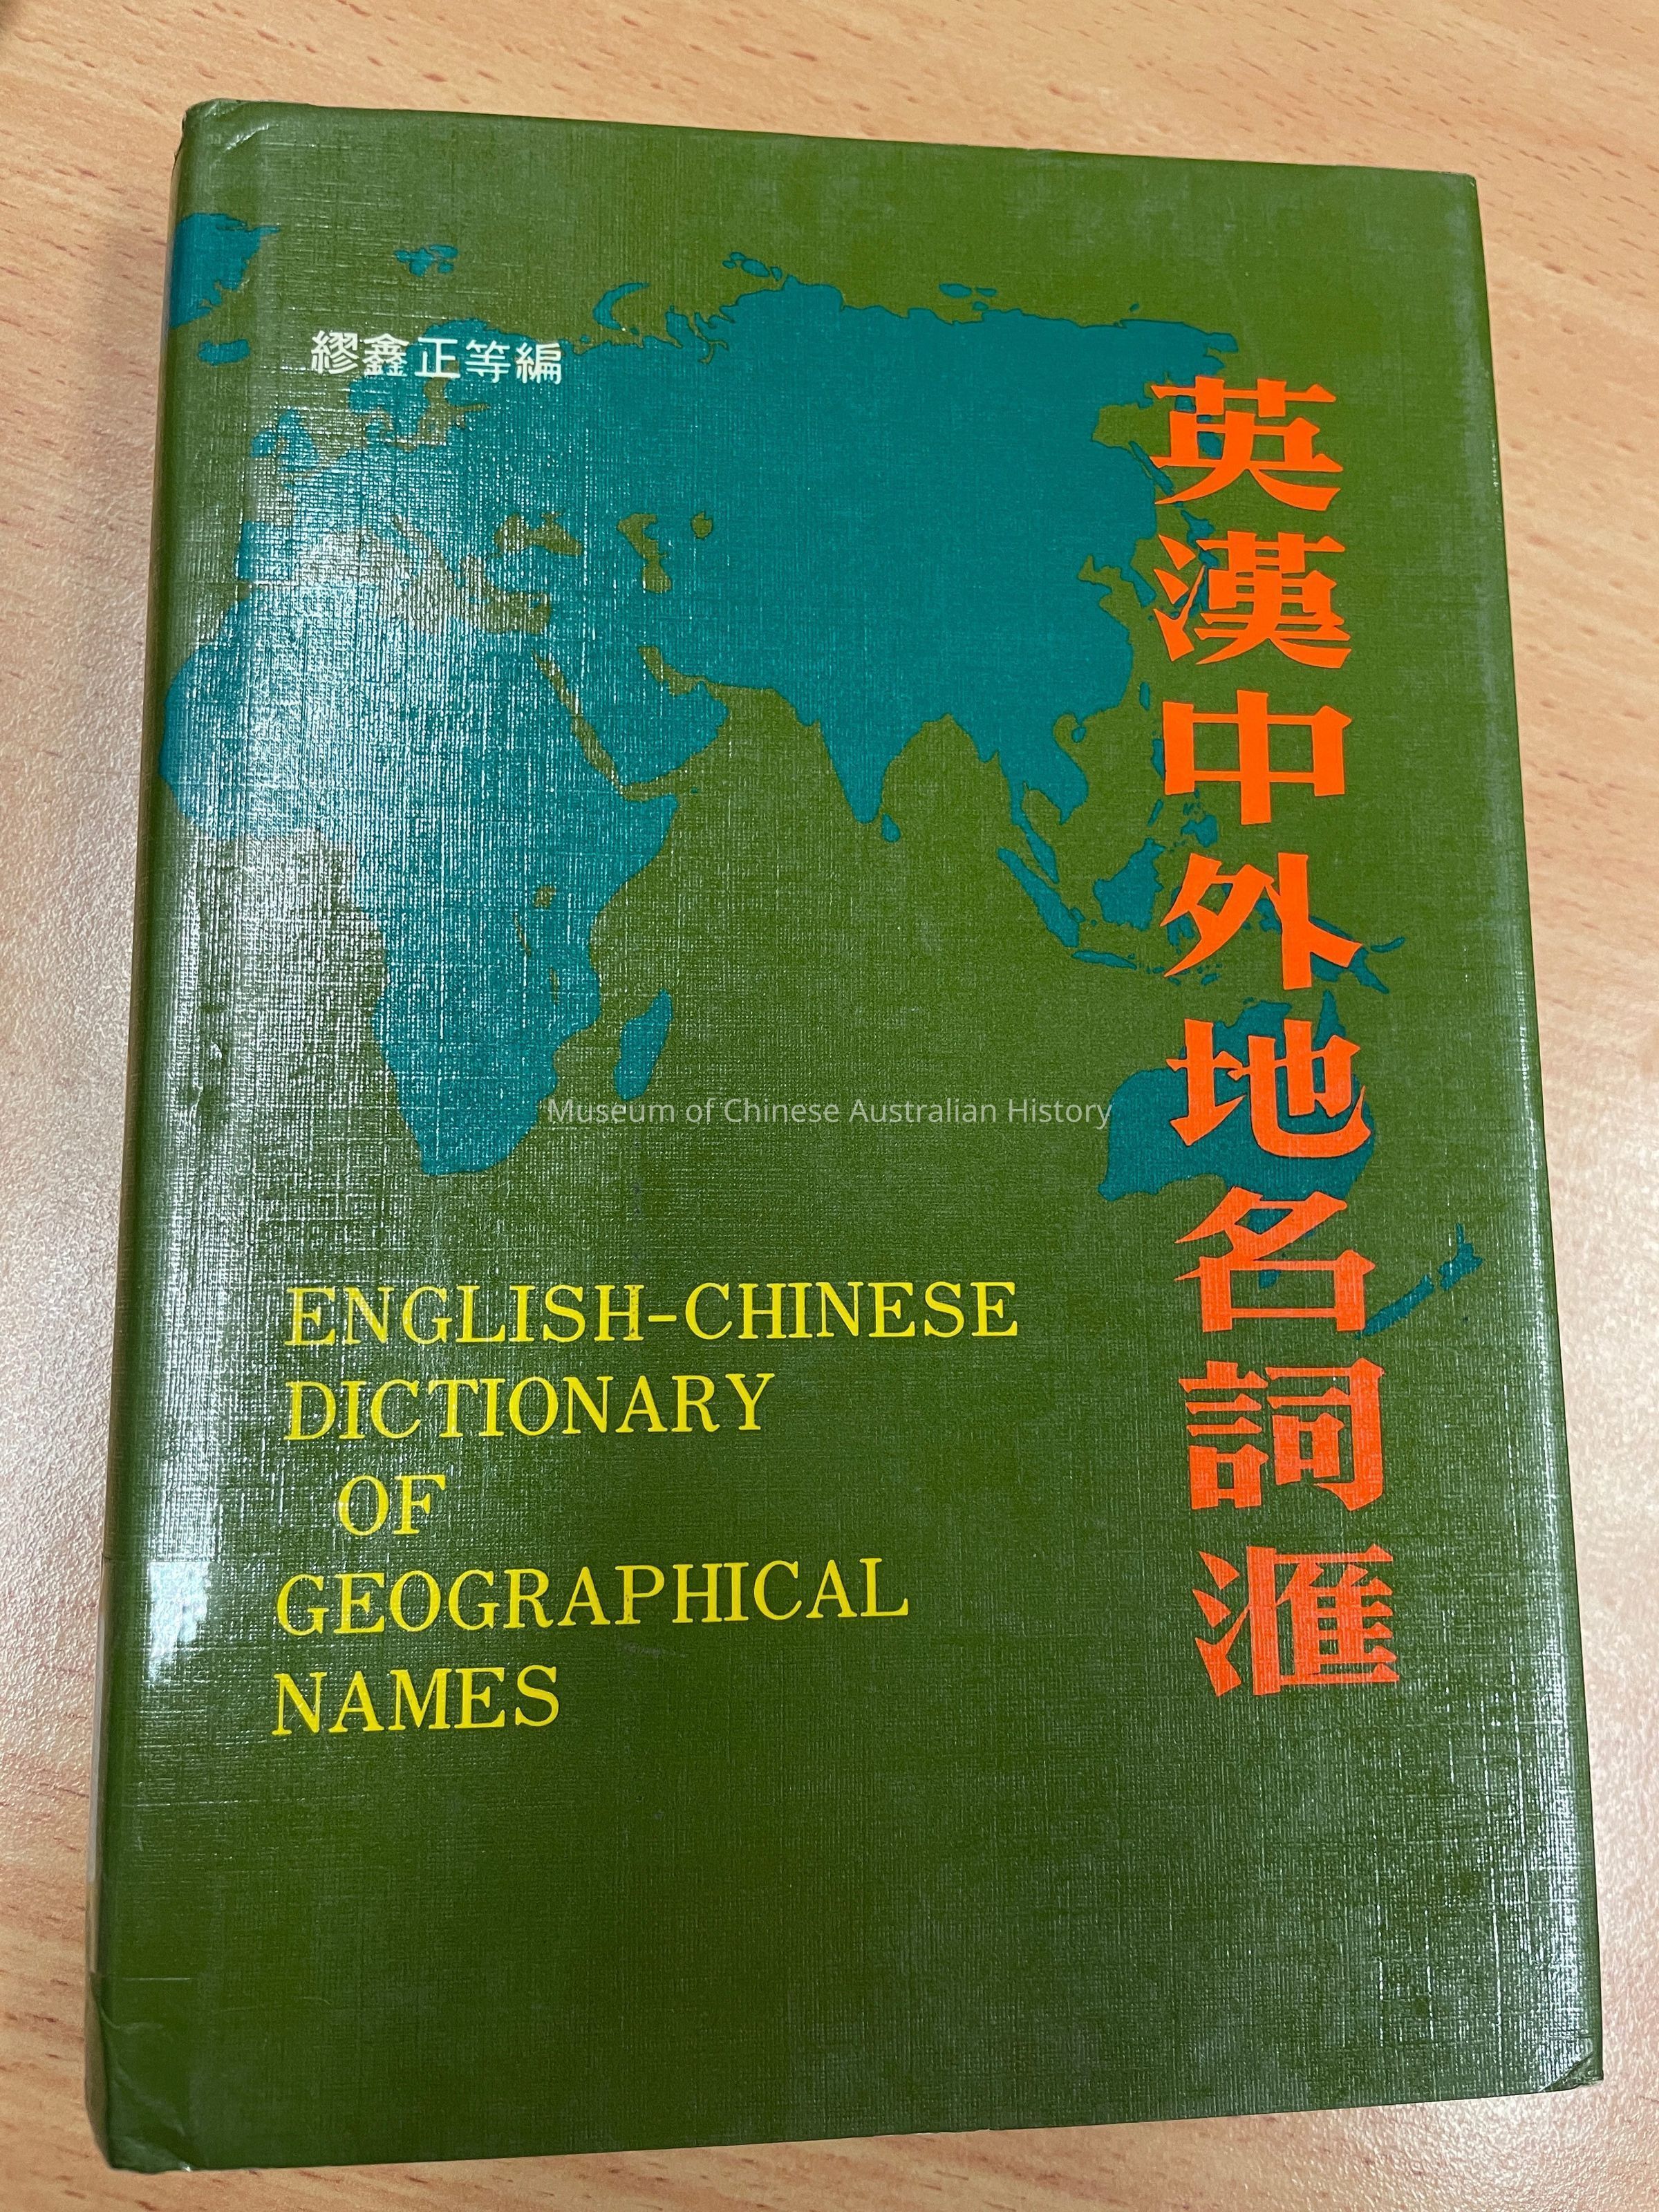 繆鑫正等編
英漢中外地名詞滙
Museum of Chinese Australian History
ENGLISH-CHINESE
DICTIONARY
OF
GEOGRAPHICAL
NAMES